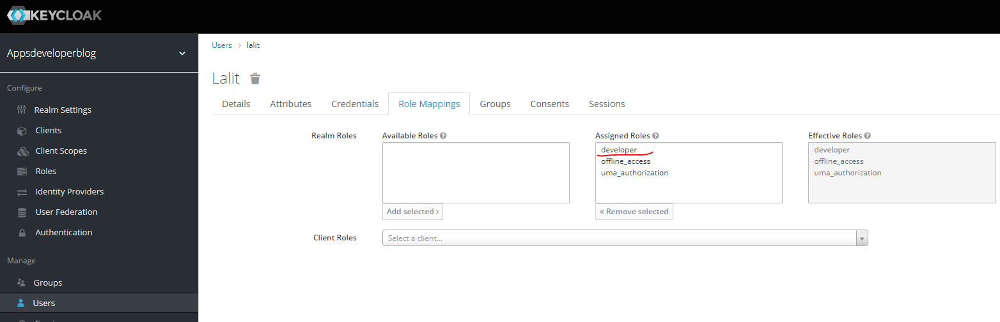 KEYCLOAK
Appsdeveloperblog
Configure
Realm Settings
Clients
Client Scopes
Roles
Identity Providers
User Federation
Authentication
Manage
Groups
Users
Users > lalit
Lalit
Details Attributes Credentials Role Mappings Groups Consents Sessions
Realm Roles
Available Roles
Add selected >
Assigned Roles
developer
offline_access
uma_authorization
« Remove selected
Effective Roles
developer
offline_access
uma_authorization
Client Roles
Select a client...